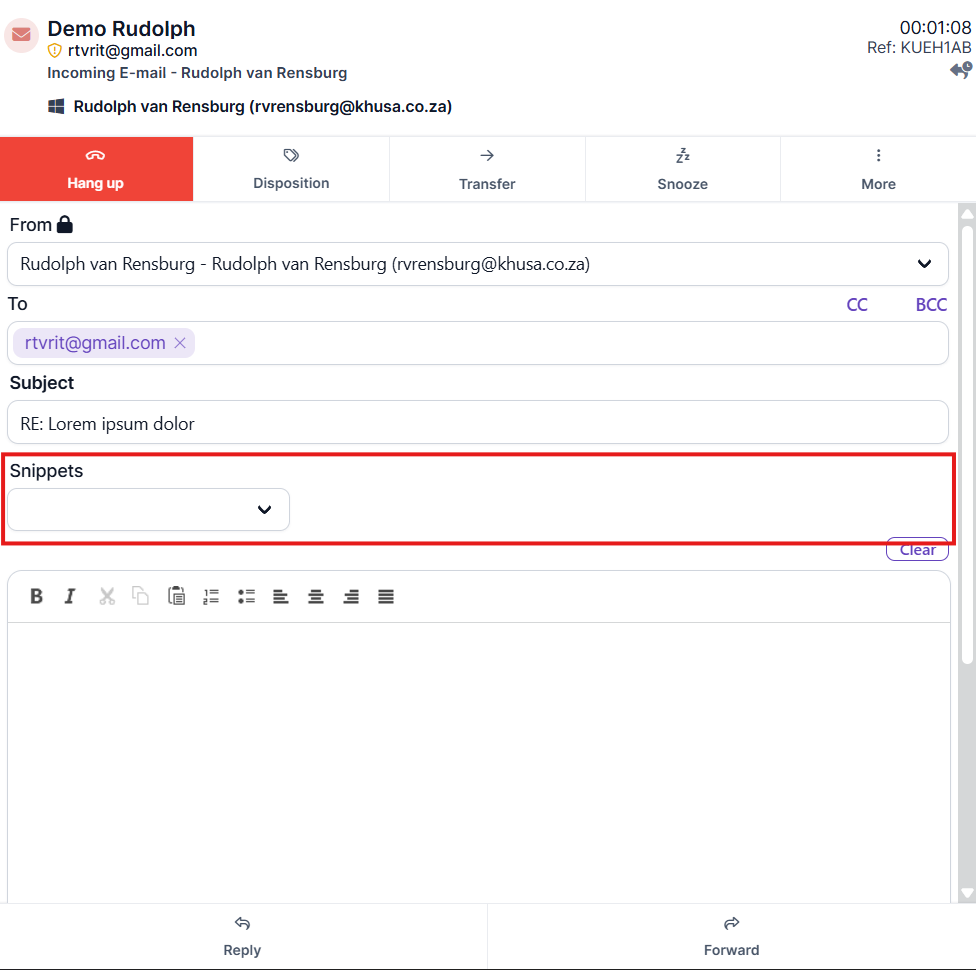 Demo Rudolph
00:01:08
rtvrit@gmail.com
Ref: KUEH1AB
Incoming E-mail - Rudolph van Rensburg
Rudolph van Rensburg (rvrensburg@khusa.co.za)
Hang up
Disposition
Transfer
Snooze
More
From
Rudolph van Rensburg - Rudolph van Rensburg (rvrensburg@khusa.co.za)
To
CC
BCC
rtvrit@gmail.com
Subject
RE: Lorem ipsum dolor
Snippets
Clear
B I
Reply
Forward